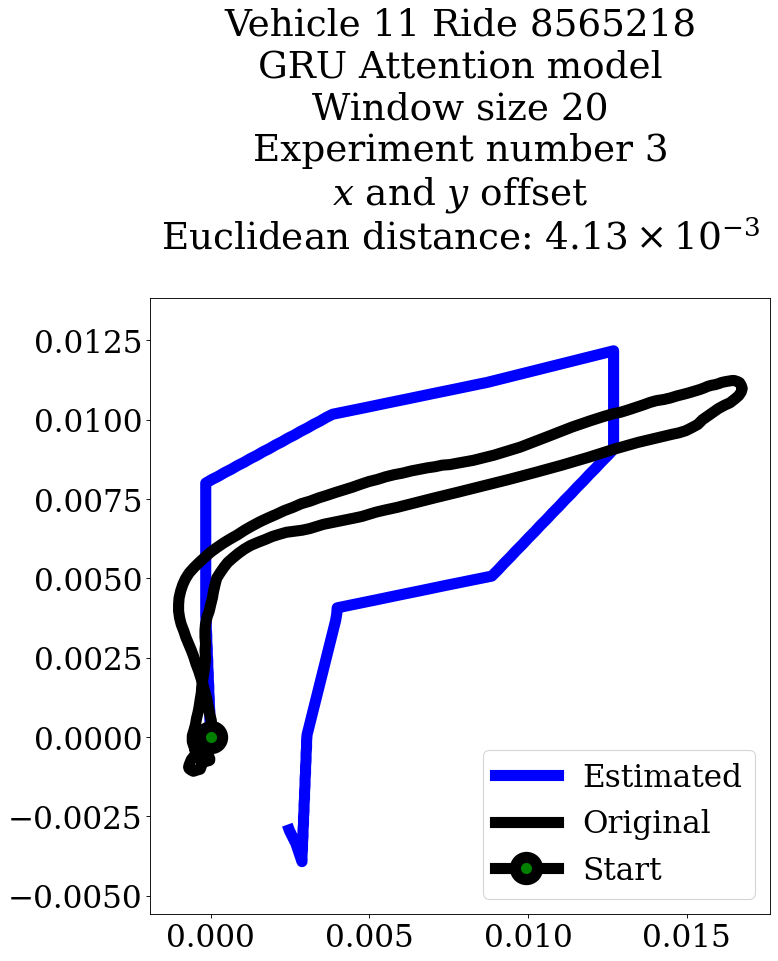 Vehicle 11 Ride 8565218
GRU Attention model
Window size 20
Experiment number 3
x and y offset
Euclidean distance: 4.13 × 10⁻³
0.0125
0.0100
0.0075
0.0050
0.0025
0.0000
−0.0025
−0.0050
Estimated
Original
Start
0.000 0.005 0.010 0.015